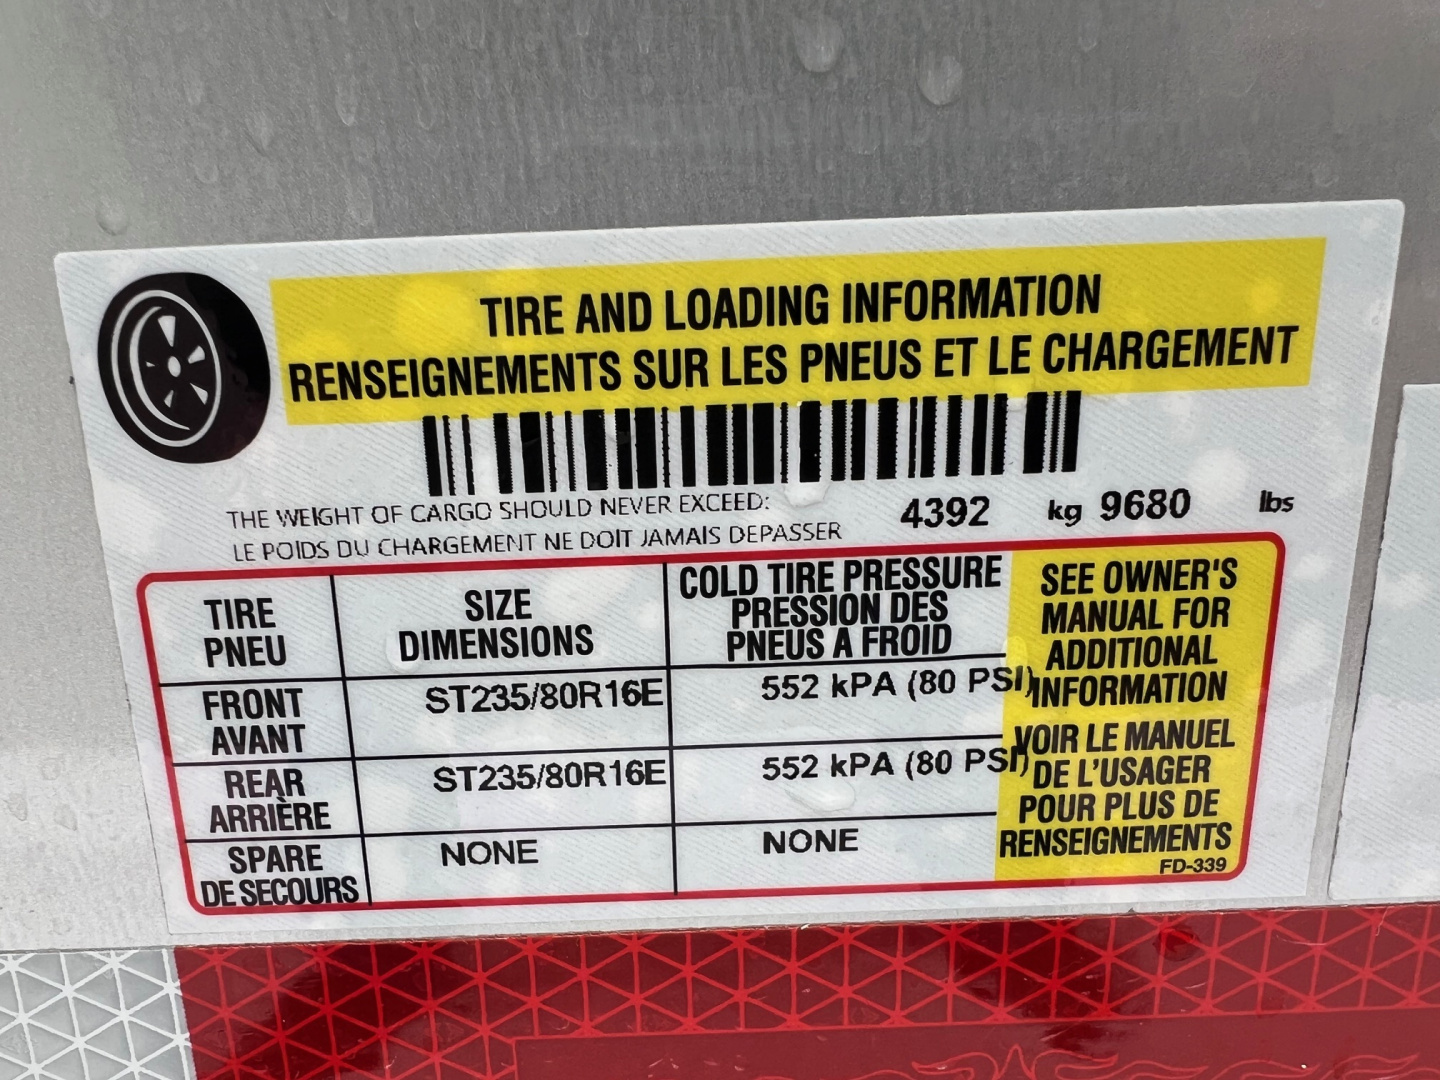 TIRE AND LOADING INFORMATION
RENSEIGNEMENTS SUR LES PNEUS ET LE CHARGEMENT
THE WEIGHT OF CARGO SHOULD NEVER EXCEED:
LE POIDS DU CHARGEMENT NE DOIT JAMAIS DEPASSER
4392 kg 9680 lbs
TIRE
PNEU
SIZE
DIMENSIONS
COLD TIRE PRESSURE
PRESSION DES
PNEUS A FROID
FRONT
AVANT
ST235/80R16E
552 kPA (80 PSI)
REAR
ARRIÈRE
ST235/80R16E
552 kPA (80 PSI)
SPARE
DE SECOURS
NONE
NONE
SEE OWNER'S
MANUAL FOR
ADDITIONAL
INFORMATION
VOIR LE MANUEL
DE L'USAGER
POUR PLUS DE
RENSEIGNEMENTS
FD-339